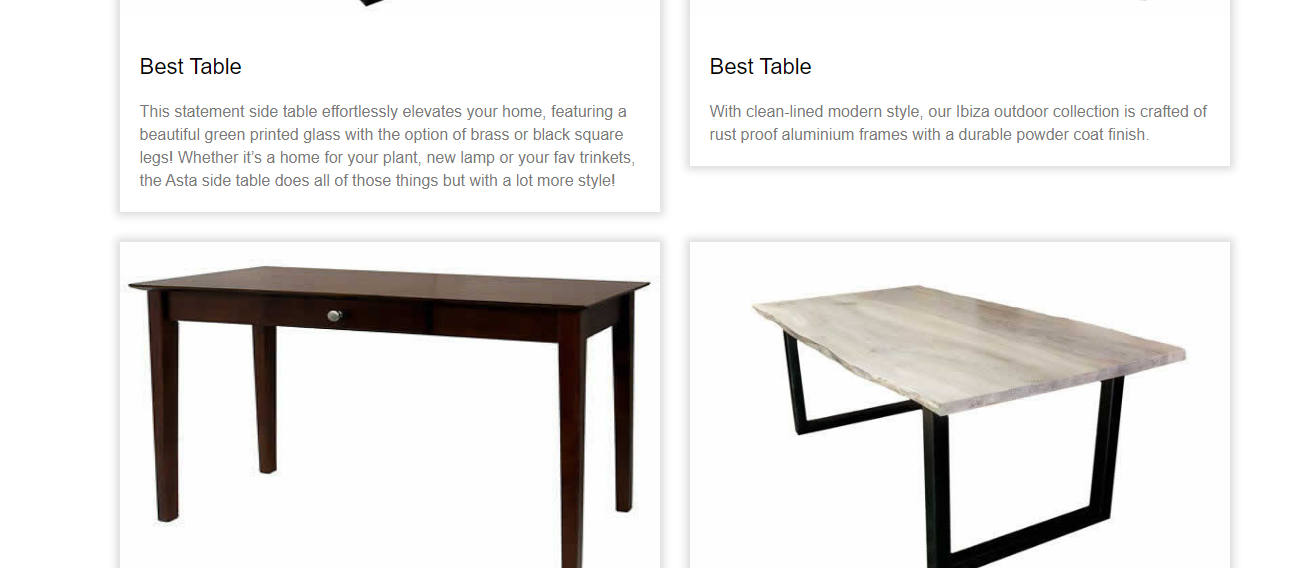 Best Table
This statement side table effortlessly elevates your home, featuring a
beautiful green printed glass with the option of brass or black square
legs! Whether it’s a home for your plant, new lamp or your fav trinkets,
the Asta side table does all of those things but with a lot more style!
Best Table
With clean-lined modern style, our Ibiza outdoor collection is crafted of
rust proof aluminium frames with a durable powder coat finish.